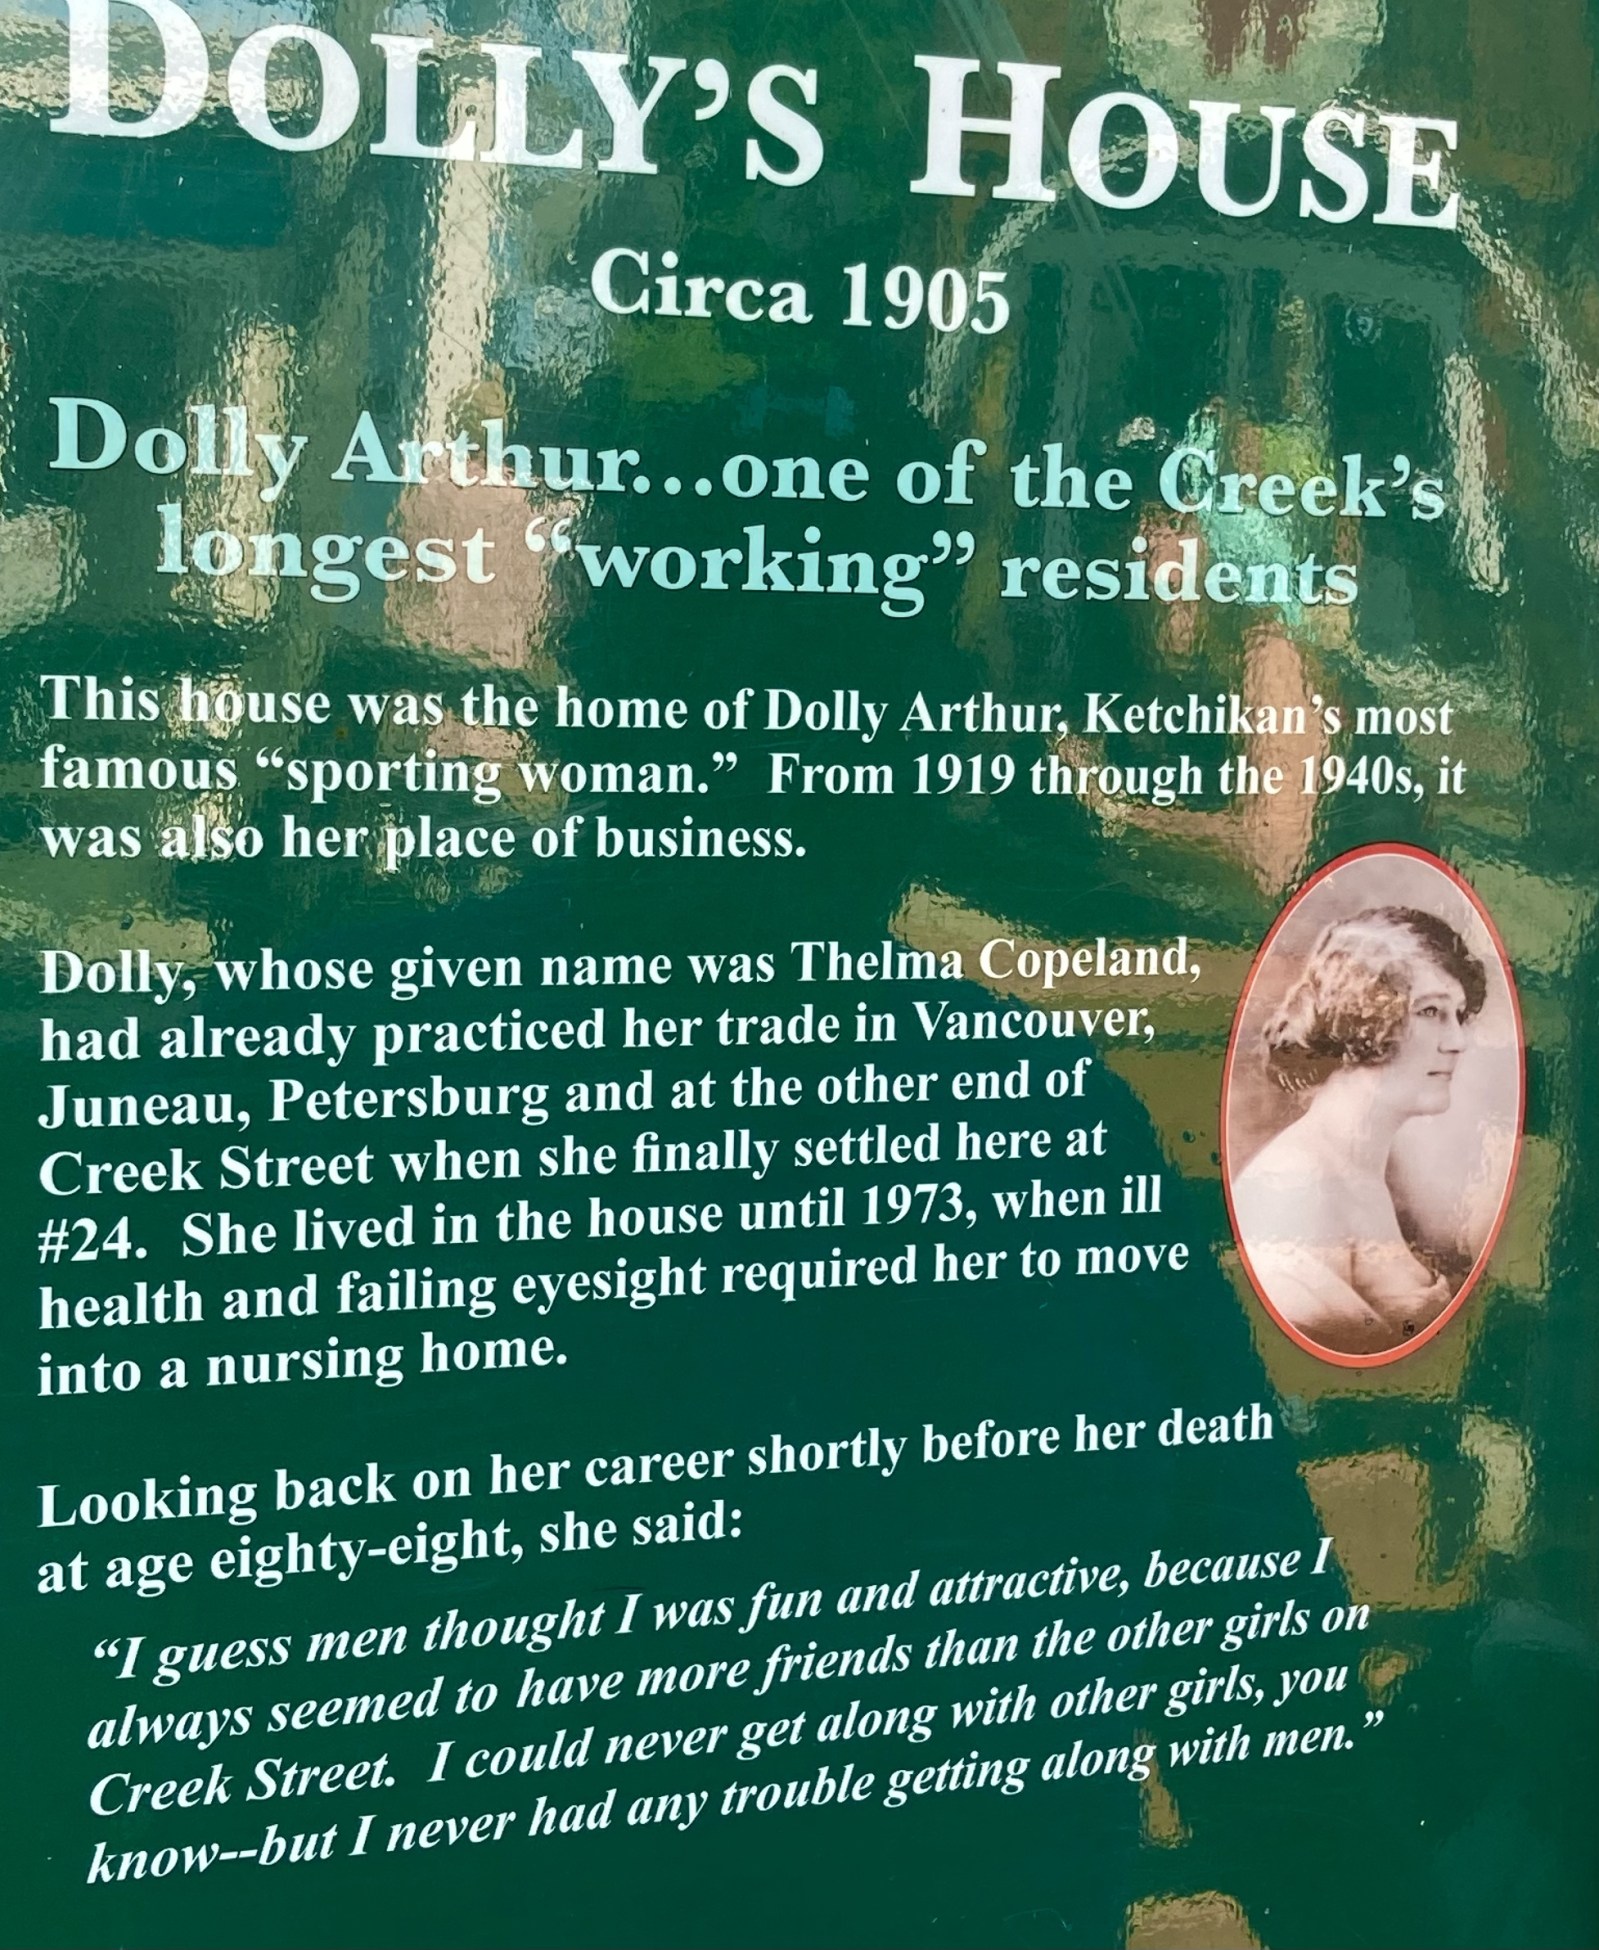 DOLLY'S HOUSE
Circa 1905
Dolly Arthur...one of the Creek's
longest “working” residents
This house was the home of Dolly Arthur, Ketchikan's most
famous “sporting woman.” From 1919 through the 1940s, it
was also her place of business.
Dolly, whose given name was Thelma Copeland,
had already practiced her trade in Vancouver,
Juneau, Petersburg and at the other end of
Creek Street when she finally settled here at
#24. She lived in the house until 1973, when ill
health and failing eyesight required her to move
into a nursing home.
Looking back on her career shortly before her death
at age eighty-eight, she said:
“I guess men thought I was fun and attractive, because I
always seemed to have more friends than the other girls on
Creek Street. I could never get along with other girls, you
know--but I never had any trouble getting along with men.”